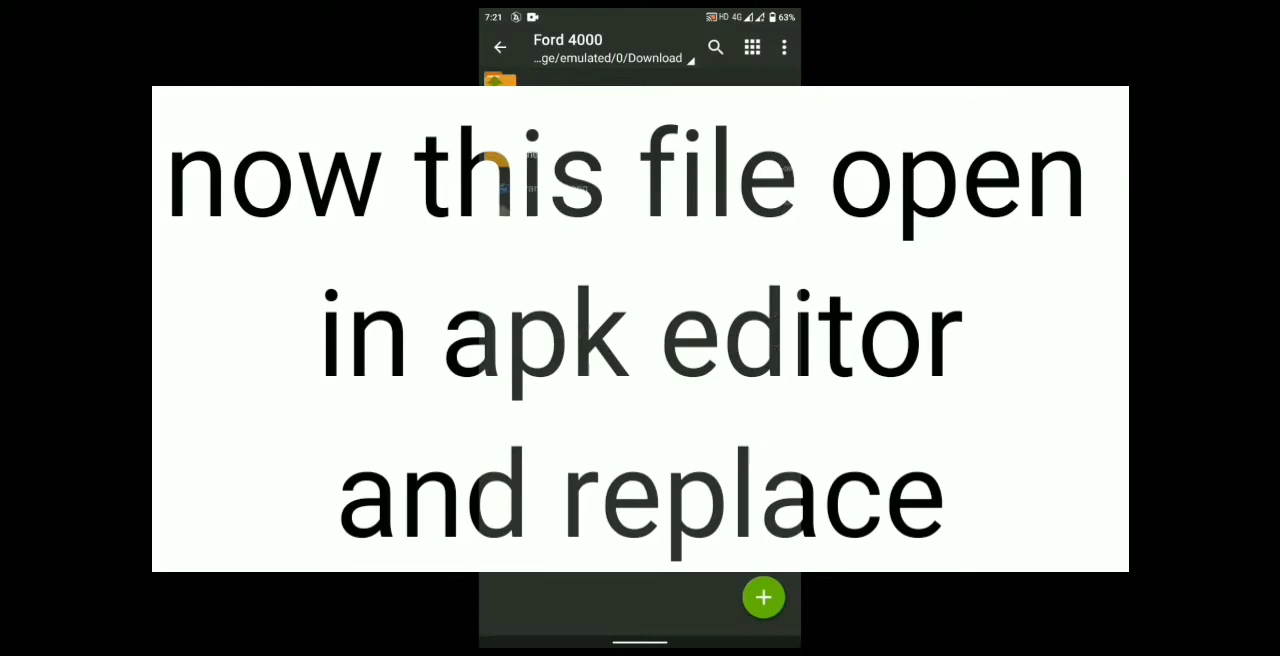 7:21 HD 4G 63%
Ford 4000
...ge/emulated/0/Download
now this file open
in apk editor
and replace